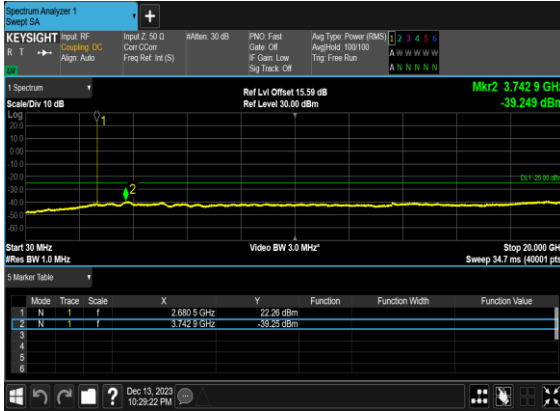 Spectrum Analyzer 1
Swept SA
+
KEYSIGHT
R T
Input: RF
Coupling: DC
Align: Auto
Input Z: 50 Ω
Corr CCorr
Freq Ref: Int (S)
#Atten: 30 dB
PNO: Fast
Gate: Off
IF Gain: Low
Sig Track: Off
Avg Type: Power (RMS)
Avg|Hold: 100/100
Trig: Free Run
1 2 3 4 5 6
A W W W W W
A N N N N N
1 Spectrum
Scale/Div 10 dB
Ref Lvl Offset 15.59 dB
Ref Level 30.00 dBm
Mkr2 3.742 9 GHz
-39.249 dBm
Log
20.0
10.0
0.00
-10.0
-20.0
-30.0
-40.0
-50.0
-60.0
1
2
DL1 -25.00 dBm
Start 30 MHz
#Res BW 1.0 MHz
Video BW 3.0 MHz*
Stop 20.000 GH
Sweep 34.7 ms (40001 pts
5 Marker Table
Mode Trace Scale X Y Function Function Width Function Value
1 N 1 f 2.680 5 GHz 22.26 dBm
2 N 1 f 3.742 9 GHz -39.25 dBm
3
4
5
6
?
Dec 13, 2023
10:29:22 PM